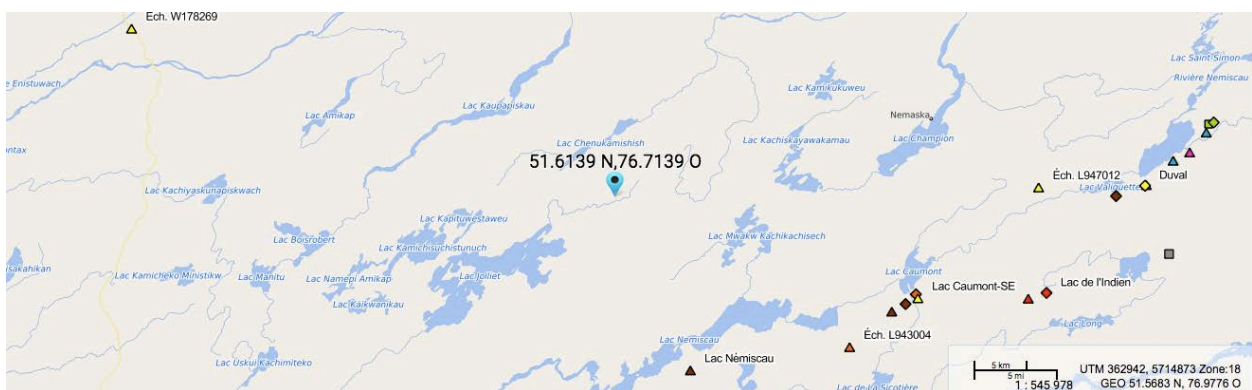 Éch. W178269
Lac Saint-Simon
Rivière Nemiscau
e Enistuwach
Lac Kaupapiskau
Lac Kamikukuweu
Lac Amikap
Nemaska
Lac Champion
Lac Chenukamishish
Lac Kachiskayawakamau
ontax
51.6139 N,76.7139 O
Éch. L947012
Duval
Lac Valiquette
Lac Kachiyaskunapiskwach
Lac Kapituwestaweu
Lac Mwakw Kachikachisech
Lac Boisrobert
Lac Kamichisuchistunuch
isakahikan
Lac Kamicheko Ministikw
Lac Manitu
Lac Namepi Amikap
Lac Jolliet
Lac Caumont
Lac Caumont-SE
Lac de l'Indien
Lac Kaikwanikau
Lac Long
Lac Nemiscau
Éch. L943004
Lac Uskui Kachimiteko
Lac Némiscau
Lac de La Sicotière
5 km
5 mi
1 : 545 978
UTM 362942, 5714873 Zone:18
GEO 51.5683 N 76.9776 O